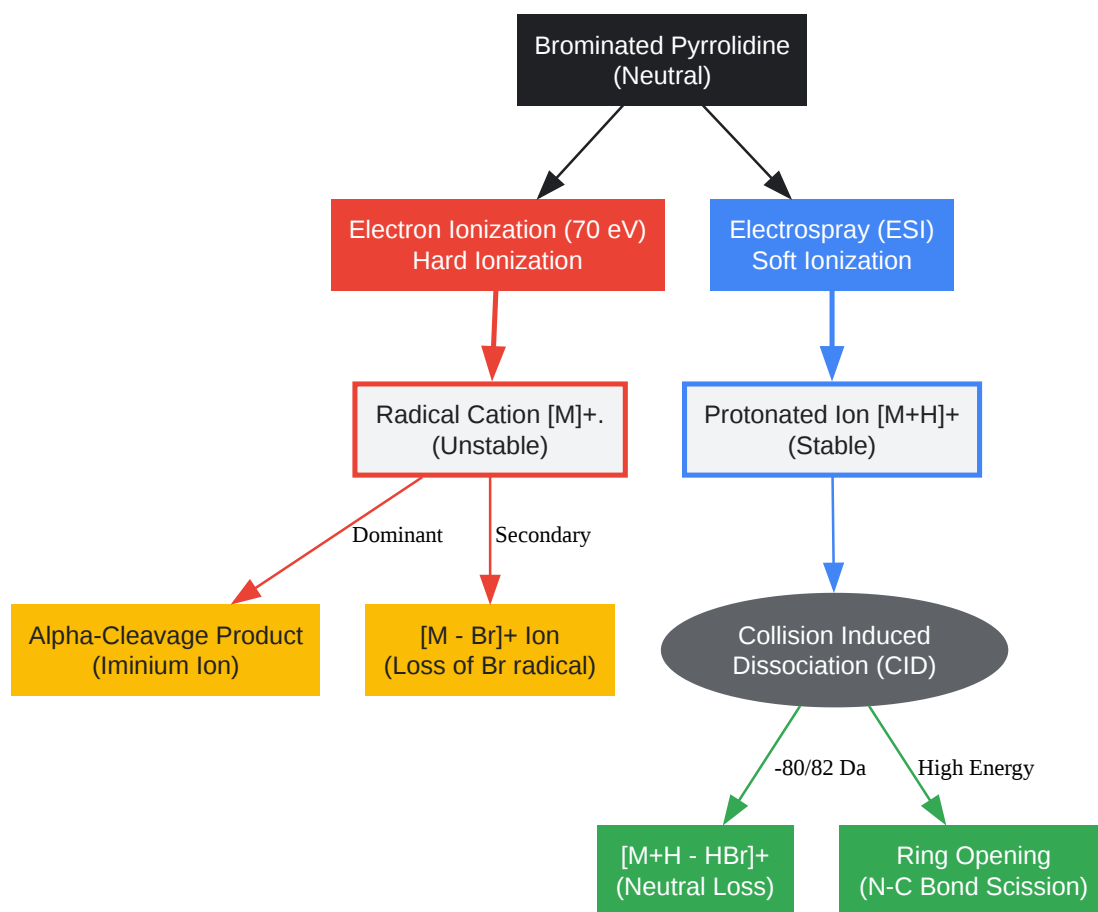 Brominated Pyrrolidine
(Neutral)
Electron Ionization (70 eV)
Hard Ionization
Electrospray (ESI)
Soft Ionization
Radical Cation [M]+.
(Unstable)
Protonated Ion [M+H]+
(Stable)
Dominant
Secondary
Alpha-Cleavage Product
(Iminium Ion)
[M - Br]+ Ion
(Loss of Br radical)
Collision Induced
Dissociation (CID)
-80/82 Da
High Energy
[M+H - HBr]+
(Neutral Loss)
Ring Opening
(N-C Bond Scission)